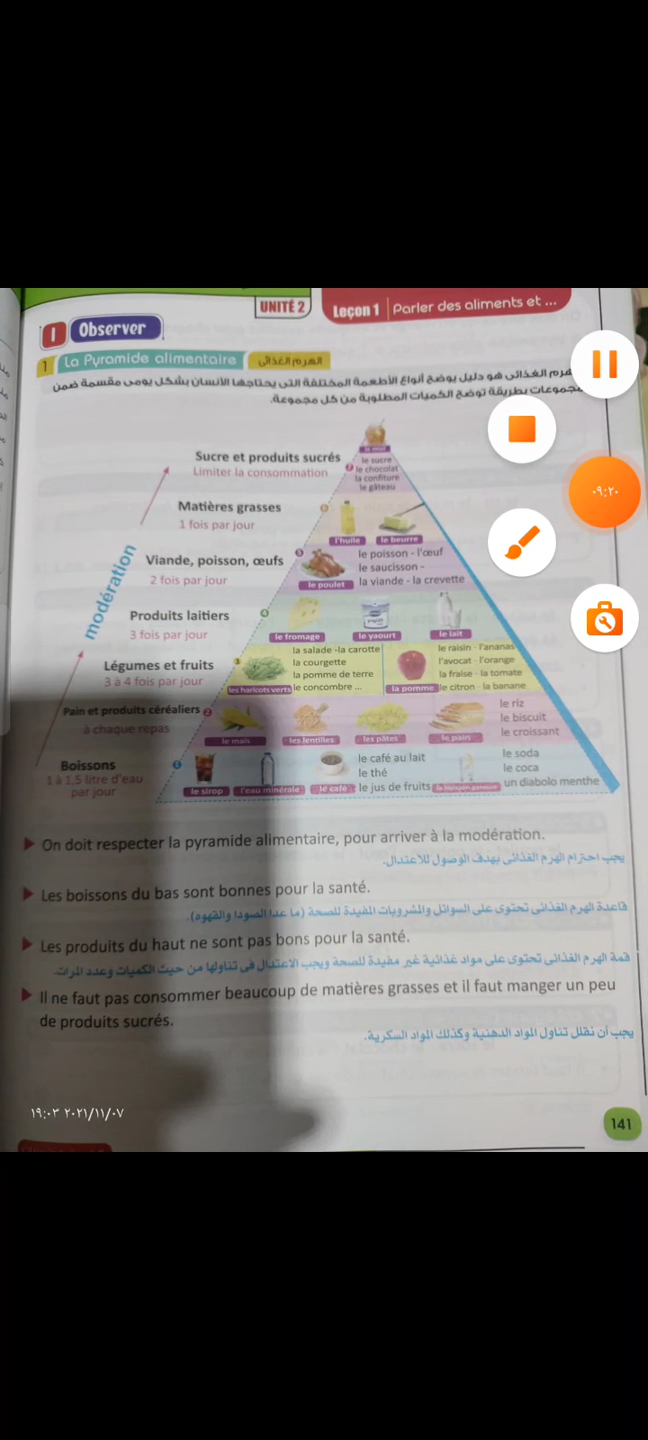 UNITÉ 2
Leçon 1 Parler des aliments et ...
I Observer
1 La Pyramide alimentaire الهرم الغذائى
هو دليل يوضح أنواع الأطعمة المختلفة التى يحتاجها الأنسان بشكل يومى مقسمة ضمن
بطريقة توضح الكميات المطلوبة من كل مجموعة.
Sucre et produits sucrés
Limiter la consommation
7
le miel
le sucre
le chocolat
la confiture
le gâteau
Matières grasses
1 fois par jour
6
l'huile
le beurre
Viande, poisson, œufs
2 fois par jour
5
le poulet
le poisson - l'œuf
le saucisson -
la viande - la crevette
Produits laitiers
3 fois par jour
4
le fromage
le yaourt
le lait
Légumes et fruits
3 à 4 fois par jour
3
les haricots verts
la salade -la carotte
la courgette
la pomme de terre
le concombre ...
la pomme
le raisin - l'ananas
l'avocat - l'orange
la fraise - la tomate
le citron - la banane
Pain et produits céréaliers
à chaque repas
2
le maïs
les lentilles
les pâtes
le pain
le riz
le biscuit
le croissant
Boissons
1 à 1,5 litre d'eau
par jour
1
le sirop
l'eau minérale
le café
le café au lait
le thé
le jus de fruits
la boisson gazeuse
le soda
le coca
un diabolo menthe
modération
On doit respecter la pyramide alimentaire, pour arriver à la modération.
يجب احترام الهرم الغذائى بهدف الوصول للاعتدال.
Les boissons du bas sont bonnes pour la santé.
قاعدة الهرم الغذائى تحتوى على السوائل والمشروبات المفيدة للصحة (ما عدا الصودا والقهوة).
Les produits du haut ne sont pas bons pour la santé.
قمة الهرم الغذائى تحتوى على مواد غذائية غير مفيدة للصحة ويجب الاعتدال فى تناولها من حيث الكميات وعدد المرات.
Il ne faut pas consommer beaucoup de matières grasses et il faut manger un peu
de produits sucrés.
يجب أن نقلل تناول المواد الدهنية وكذلك المواد السكرية.
١٩:٠٣ ٢٠٢١/١١/٠٧
141
٠٩:٢٠